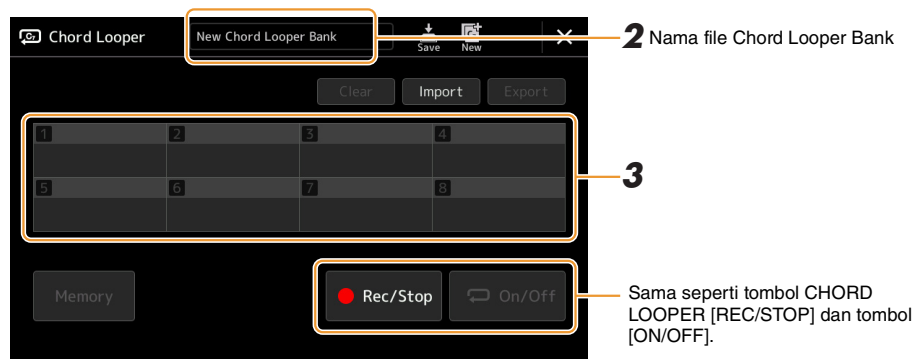 Chord Looper
New Chord Looper Bank
Save
New
2 Nama file Chord Looper Bank
Clear
Import
Export
1
2
3
4
5
6
7
8
3
Memory
Rec/Stop
On/Off
Sama seperti tombol CHORD
LOOPER [REC/STOP] dan tombol
[ON/OFF].